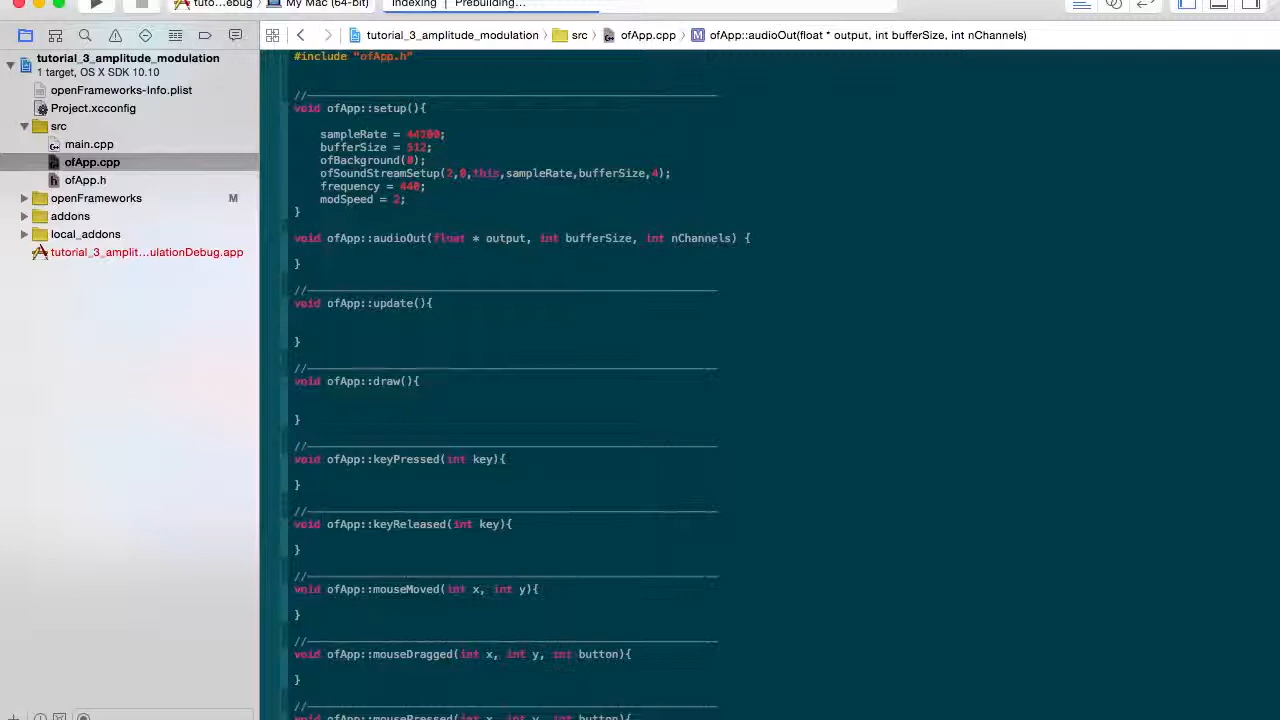 tuto...ebug 〉 My Mac (64-bit)
Indexing | Prebuilding...
tutorial_3_amplitude_modulation 〉 src 〉 ofApp.cpp 〉 M ofApp::audioOut(float * output, int bufferSize, int nChannels)
tutorial_3_amplitude_modulation
1 target, OS X SDK 10.10
openFrameworks-Info.plist
Project.xcconfig
src
main.cpp
ofApp.cpp
ofApp.h
openFrameworks M
addons
local_addons
tutorial_3_amplit...ulationDebug.app
#include "ofApp.h"
//--------------------------------------------------------------
void ofApp::setup(){
sampleRate = 44100;
bufferSize = 512;
ofBackground(0);
ofSoundStreamSetup(2,0,this,sampleRate,bufferSize,4);
frequency = 440;
modSpeed = 2;
}
void ofApp::audioOut(float * output, int bufferSize, int nChannels) {
}
//--------------------------------------------------------------
void ofApp::update(){
}
//--------------------------------------------------------------
void ofApp::draw(){
}
//--------------------------------------------------------------
void ofApp::keyPressed(int key){
}
//--------------------------------------------------------------
void ofApp::keyReleased(int key){
}
//--------------------------------------------------------------
void ofApp::mouseMoved(int x, int y){
}
//--------------------------------------------------------------
void ofApp::mouseDragged(int x, int y, int button){
}
//--------------------------------------------------------------
void ofApp::mousePressed(int x, int y, int button){